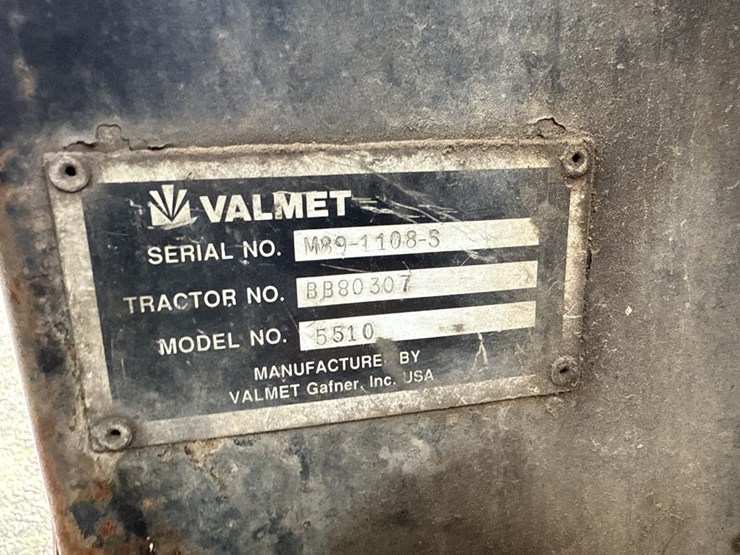 VALMET
SERIAL NO. M89-1108-S
TRACTOR NO. BB80307
MODEL NO. 5510
MANUFACTURE BY
VALMET Gafner, Inc. USA